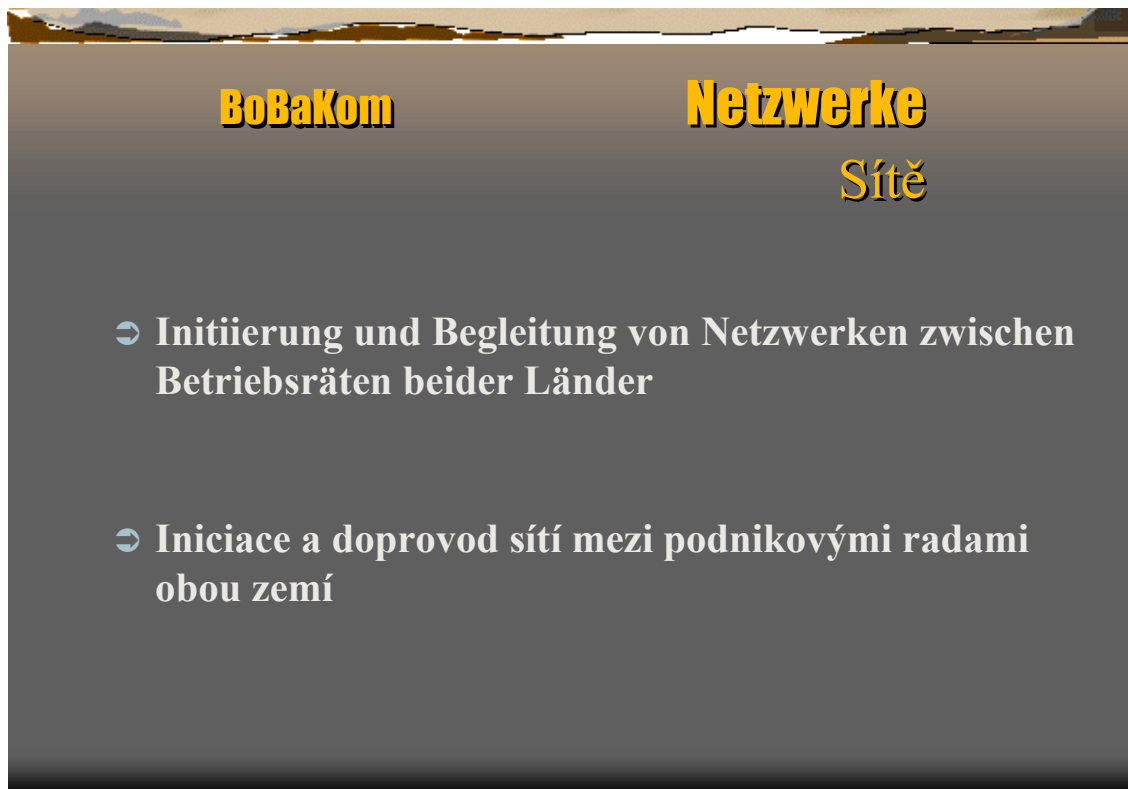 BoBaKom Netzwerke
Sítě
Initiierung und Begleitung von Netzwerken zwischen
Betriebsräten beider Länder
Iniciace a doprovod sítí mezi podnikovými radami
obou zemí